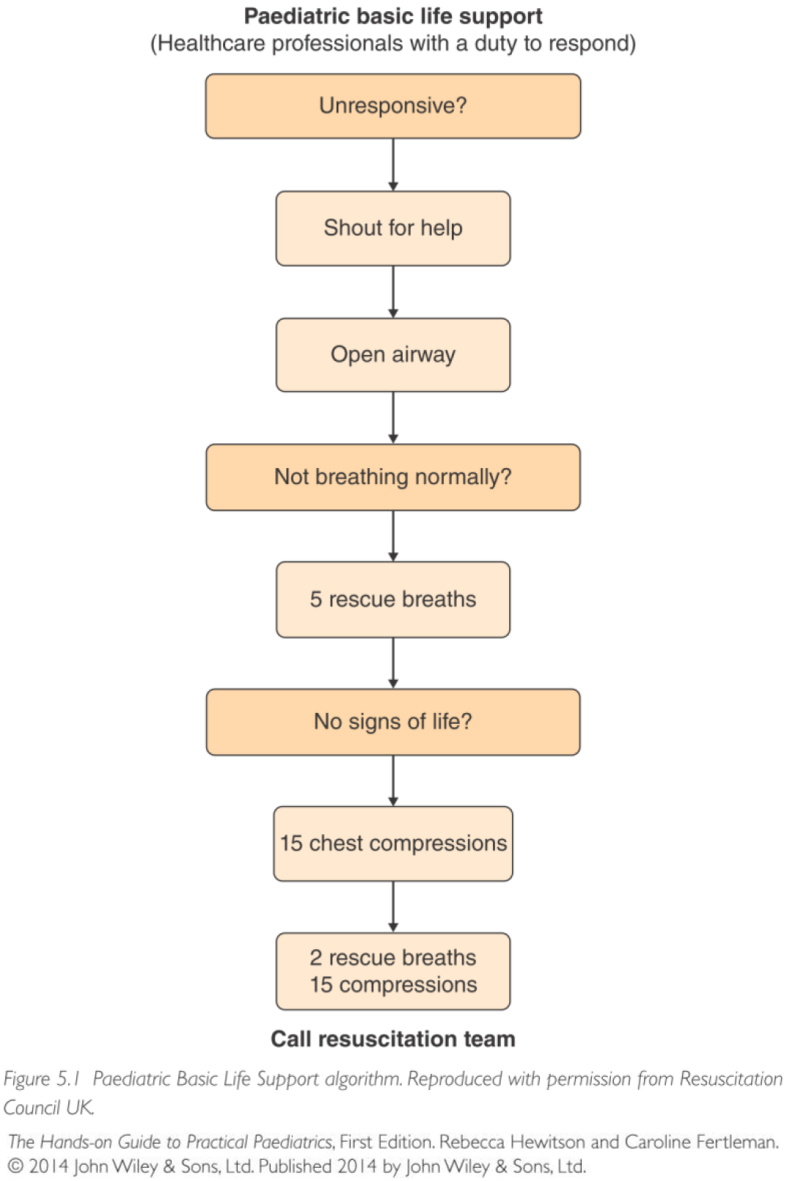 Paediatric basic life support
(Healthcare professionals with a duty to respond)
Unresponsive?
Shout for help
Open airway
Not breathing normally?
5 rescue breaths
No signs of life?
15 chest compressions
2 rescue breaths
15 compressions
Call resuscitation team
Figure 5.1 Paediatric Basic Life Support algorithm. Reproduced with permission from Resuscitation
Council UK.
The Hands-on Guide to Practical Paediatrics, First Edition. Rebecca Hewitson and Caroline Fertleman.
© 2014 John Wiley & Sons, Ltd. Published 2014 by John Wiley & Sons, Ltd.